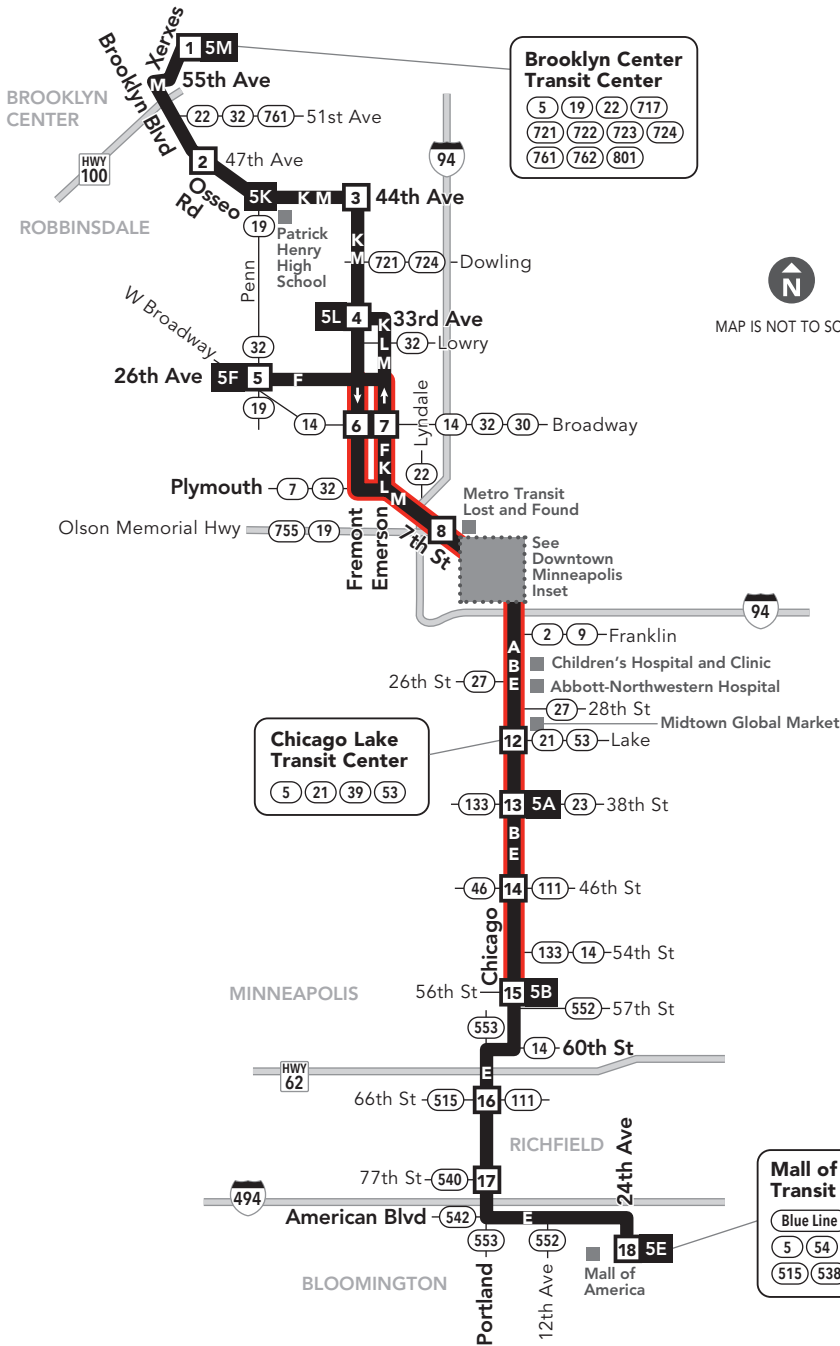 Xerxes
1 5M
Brooklyn Blvd
M 55th Ave
BROOKLYN
CENTER
22 32 761 51st Ave
HWY
100
2 47th Ave
Osseo
Rd
5K K M 3 44th Ave
ROBBINSDALE
19
Patrick
Henry
High
School
K
M
721 724 Dowling
94
Brooklyn Center
Transit Center
5 19 22 717
721 722 723 724
761 762 801
N
MAP IS NOT TO SC
Penn
5L 4 33rd Ave
K
L
M
32 Lowry
W Broadway
32
26th Ave 5F 5 F
19
14 6 7 14 32 30 Broadway
Lyndale
22
F
K
L
M
Plymouth 7 32
Metro Transit
Lost and Found
Olson Memorial Hwy 755 19
8
7th St
Fremont
Emerson
See
Downtown
Minneapolis
Inset
94
2 9 Franklin
A
B
E
Children's Hospital and Clinic
26th St 27
Abbott-Northwestern Hospital
27 28th St
Midtown Global Market
12 21 53 Lake
Chicago Lake
Transit Center
5 21 39 53
133 13 5A 23 38th St
B
E
46 14 111 46th St
Chicago
133 14 54th St
MINNEAPOLIS
56th St 15 5B
552 57th St
553
14 60th St
HWY
62
E
66th St 515 16 111
RICHFIELD
24th Ave
77th St 540 17
494
American Blvd 542 E
553
552
18 5E
Mall of
America
BLOOMINGTON
Portland
12th Ave
Mall of
Transit
Blue Line
5 54
515 538